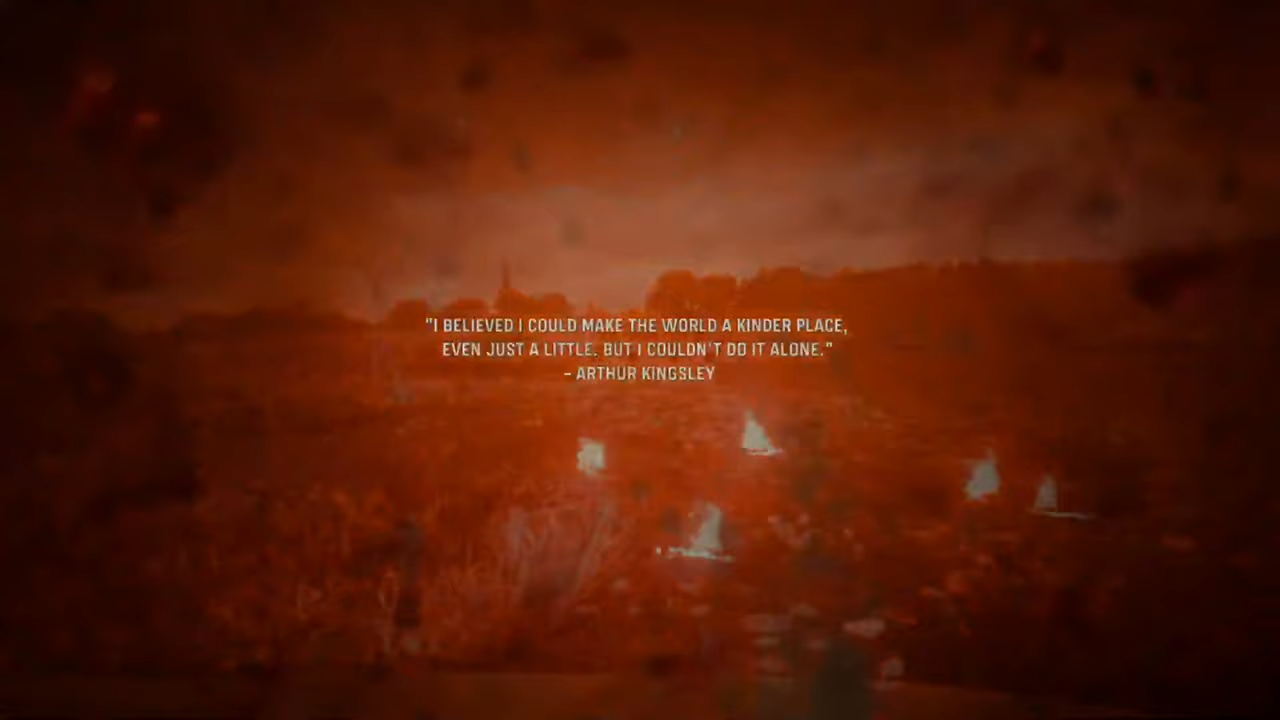 "I BELIEVED I COULD MAKE THE WORLD A KINDER PLACE,
EVEN JUST A LITTLE. BUT I COULDN'T DO IT ALONE."
- ARTHUR KINGSLEY